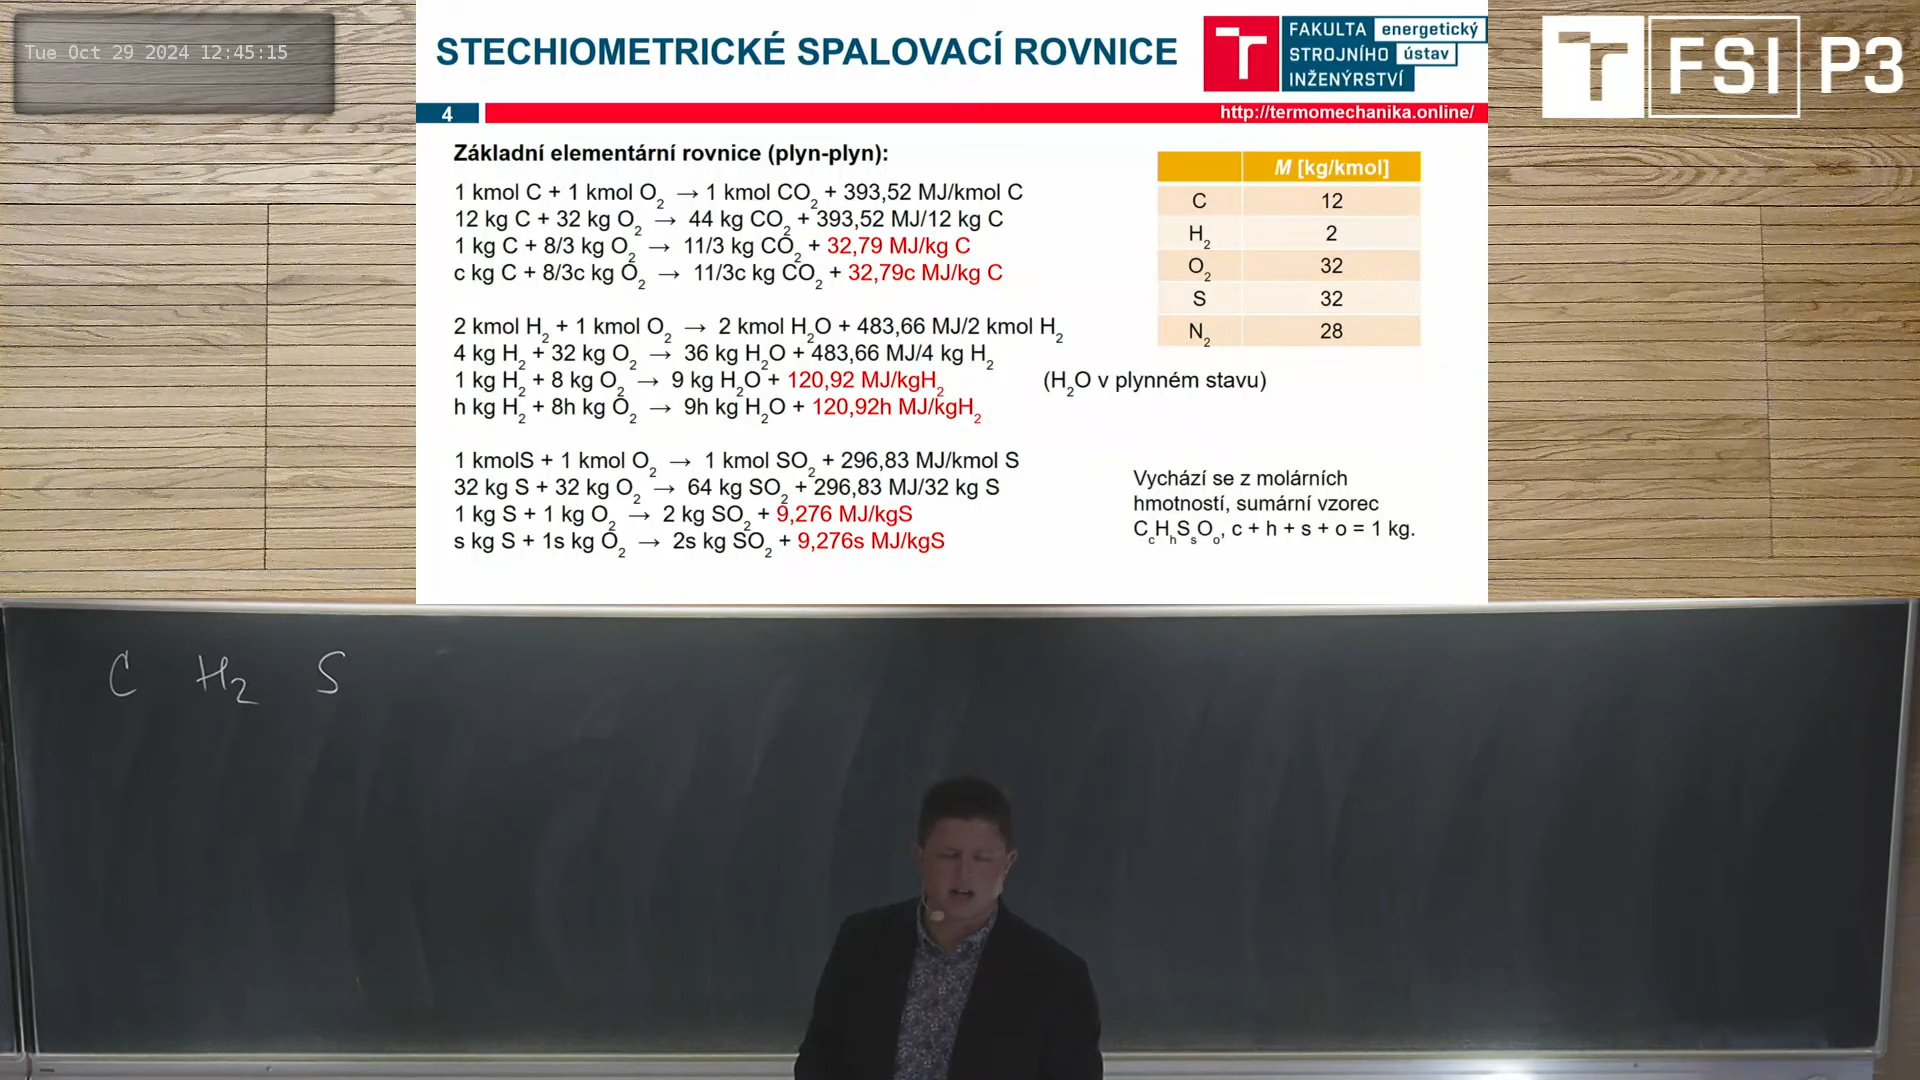 Tue Oct 29 2024 12:45:15
STECHIOMETRICKÉ SPALOVACÍ ROVNICE
FAKULTA energetický
STROJNÍHO ústav
INŽENÝRSTVÍ
T FSI P3
4
http://termomechanika.online/
Základní elementární rovnice (plyn-plyn):
1 kmol C + 1 kmol O₂ → 1 kmol CO₂ + 393,52 MJ/kmol C
12 kg C + 32 kg O₂ → 44 kg CO₂ + 393,52 MJ/12 kg C
1 kg C + 8/3 kg O₂ → 11/3 kg CO₂ + 32,79 MJ/kg C
c kg C + 8/3c kg O₂ → 11/3c kg CO₂ + 32,79c MJ/kg C
M [kg/kmol]
C 12
H₂ 2
O₂ 32
S 32
N₂ 28
2 kmol H₂ + 1 kmol O₂ → 2 kmol H₂O + 483,66 MJ/2 kmol H₂
4 kg H₂ + 32 kg O₂ → 36 kg H₂O + 483,66 MJ/4 kg H₂
1 kg H₂ + 8 kg O₂ → 9 kg H₂O + 120,92 MJ/kgH₂ (H₂O v plynném stavu)
h kg H₂ + 8h kg O₂ → 9h kg H₂O + 120,92h MJ/kgH₂
1 kmolS + 1 kmol O₂ → 1 kmol SO₂ + 296,83 MJ/kmol S
32 kg S + 32 kg O₂ → 64 kg SO₂ + 296,83 MJ/32 kg S
1 kg S + 1 kg O₂ → 2 kg SO₂ + 9,276 MJ/kgS
s kg S + 1s kg O₂ → 2s kg SO₂ + 9,276s MJ/kgS
Vychází se z molárních
hmotností, sumární vzorec
C_cH_hS_sO_o, c + h + s + o = 1 kg.
C H₂ S